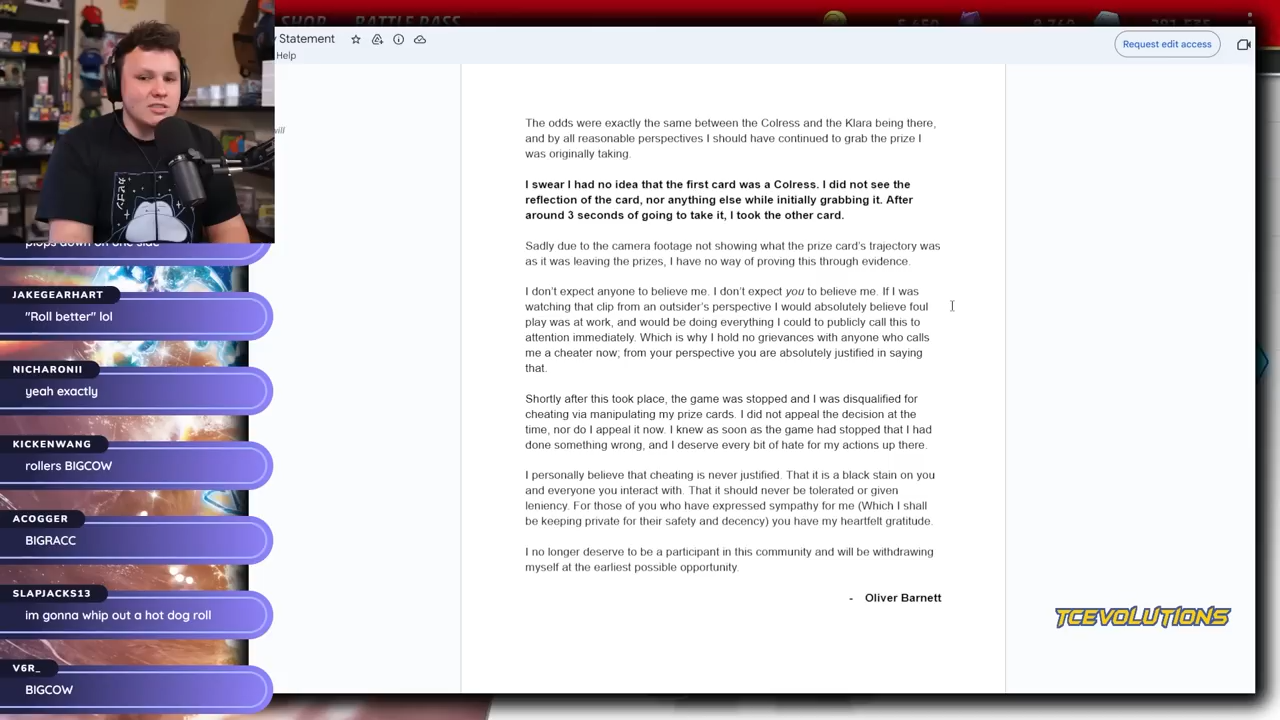 SHOP BATTLE PASS
Statement
Help
Request edit access
The odds were exactly the same between the Colress and the Klara being there,
and by all reasonable perspectives I should have continued to grab the prize I
was originally taking.
I swear I had no idea that the first card was a Colress. I did not see the
reflection of the card, nor anything else while initially grabbing it. After
around 3 seconds of going to take it, I took the other card.
Sadly due to the camera footage not showing what the prize card's trajectory was
as it was leaving the prizes, I have no way of proving this through evidence.
I don't expect anyone to believe me. I don't expect you to believe me. If I was
watching that clip from an outsider's perspective I would absolutely believe foul
play was at work, and would be doing everything I could to publicly call this to
attention immediately. Which is why I hold no grievances with anyone who calls
me a cheater now; from your perspective you are absolutely justified in saying
that.
Shortly after this took place, the game was stopped and I was disqualified for
cheating via manipulating my prize cards. I did not appeal the decision at the
time, nor do I appeal it now. I knew as soon as the game had stopped that I had
done something wrong, and I deserve every bit of hate for my actions up there.
I personally believe that cheating is never justified. That it is a black stain on you
and everyone you interact with. That it should never be tolerated or given
leniency. For those of you who have expressed sympathy for me (Which I shall
be keeping private for their safety and decency) you have my heartfelt gratitude.
I no longer deserve to be a participant in this community and will be withdrawing
myself at the earliest possible opportunity.
- Oliver Barnett
plops down on one side
JAKEGEARHART
"Roll better" lol
NICHARONII
yeah exactly
KICKENWANG
rollers BIGCOW
ACOGGER
BIGRACC
SLAPJACKS13
im gonna whip out a hot dog roll
V6R_
BIGCOW
TCEVOLUTIONS